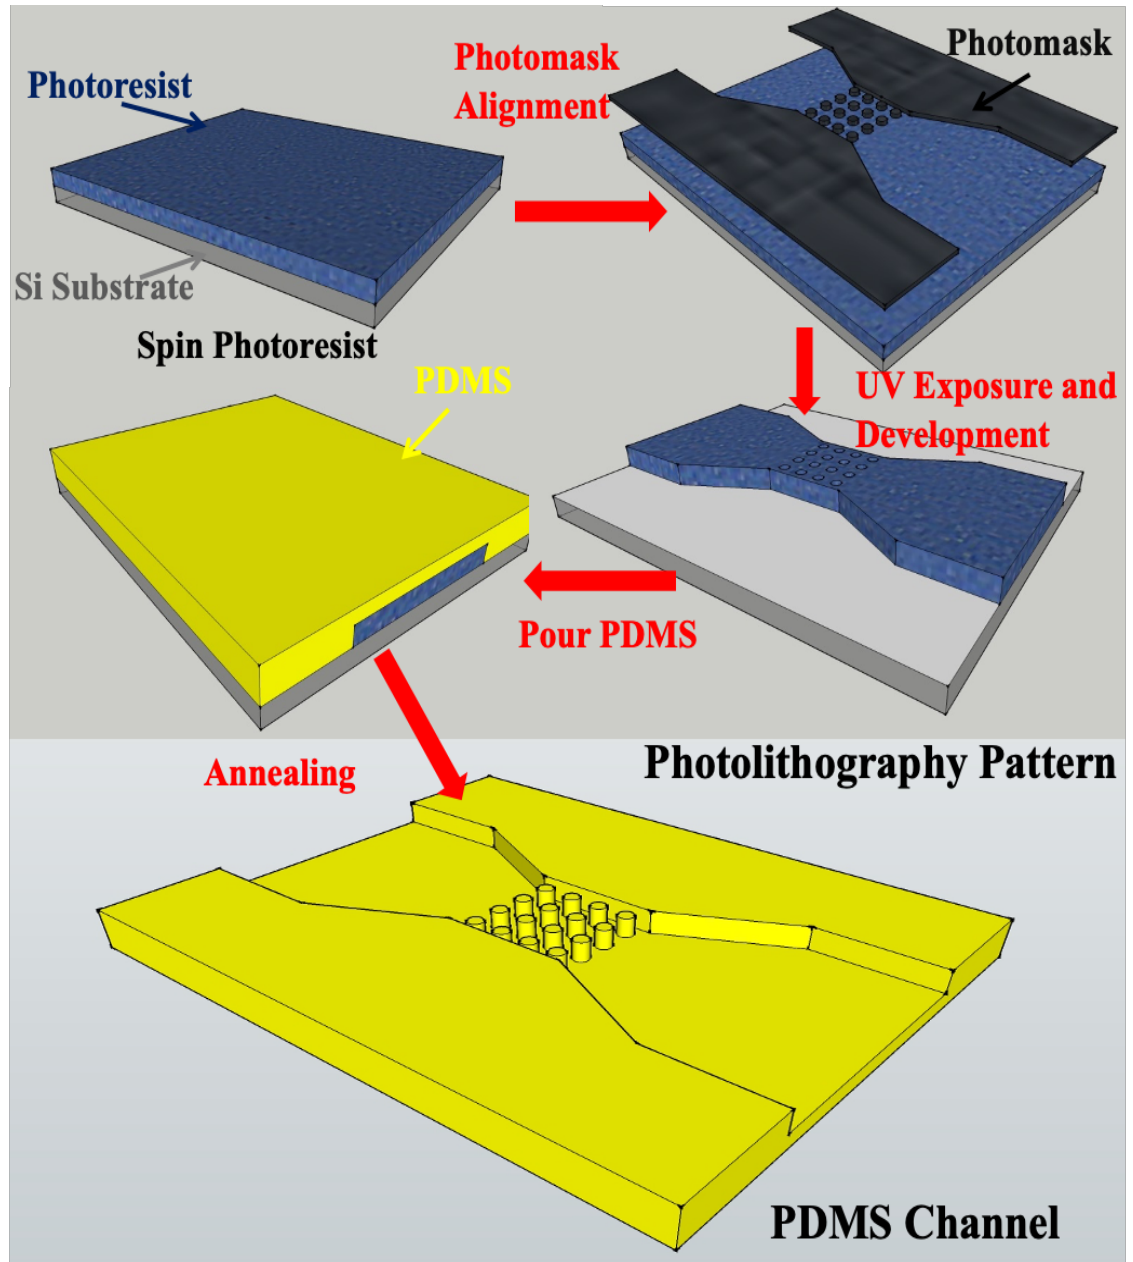 Photoresist
Si Substrate
Spin Photoresist
Photomask
Alignment
Photomask
UV Exposure and
Development
PDMS
Pour PDMS
Photolithography Pattern
Annealing
PDMS Channel